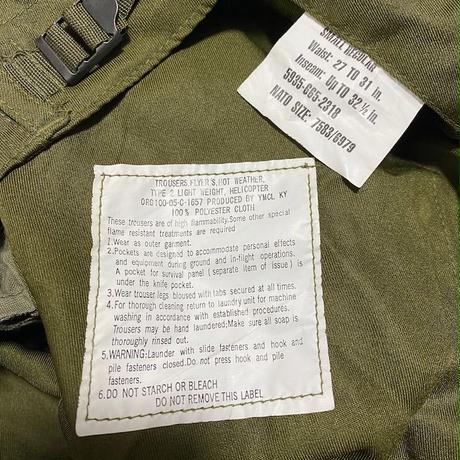 SMALL REGULAR
Waist: 27 TO 31 in.
Inseam: Up TO 32 ½ in.
5835-865-2318
NATO SIZE: 7583/8979
TROUSERS,FLYER'S,HOT WEATHER,
TYPE 2 LIGHT WEIGHT, HELICOPTER
ORG100-05-C-1657 PRODUCED BY YMCL KY
100% POLYESTER CLOTH
These trousers are of high flammability.Some other special
flame resistant treatments are required
1.Wear as outer garment.
2.Pockets are designed to accommodate personal effects
and equipment during ground and in-flight operations.
A pocket for survival panel (separate item of issue) is
on the knife pocket.
3.Wear trouser legs bloused with tabs secured at all times.
4.For thorough cleaning return to laundry unit for machine
washing in accordance with established procedures.
Trousers may be hand laundered;Make sure all soap is
thoroughly rinsed out.
5.WARNING:Launder with slide fasteners and hook and
pile fasteners closed.Do not press hook and pile
fasteners.
6.DO NOT STARCH OR BLEACH
DO NOT REMOVE THIS LABEL